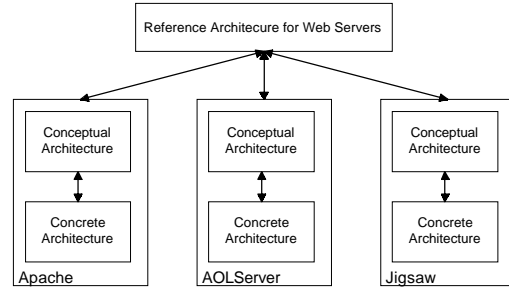 Reference Architecure for Web Servers
Conceptual
Architecture
Concrete
Architecture
Apache
Conceptual
Architecture
Concrete
Architecture
AOLServer
Conceptual
Architecture
Concrete
Architecture
Jigsaw